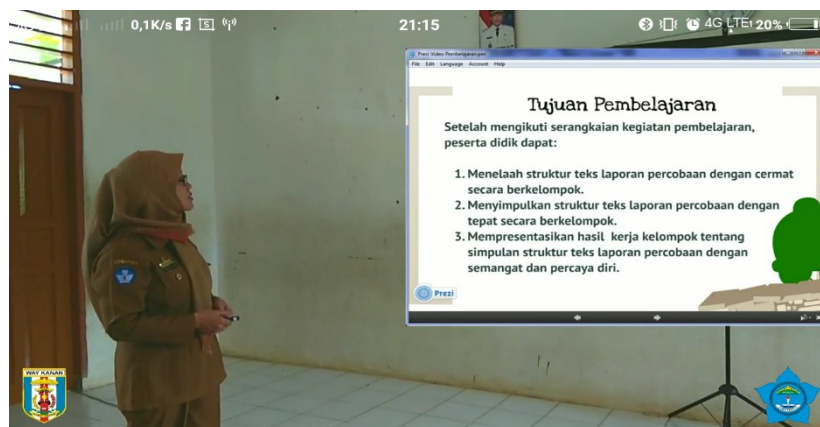 0,1K/s
21:15
4G LTE 20%
Prezi Video Pembelajaran.pez
File Edit Language Account Help
Tujuan Pembelajaran
Setelah mengikuti serangkaian kegiatan pembelajaran,
peserta didik dapat:
1. Menelaah struktur teks laporan percobaan dengan cermat
secara berkelompok.
2. Menyimpulkan struktur teks laporan percobaan dengan
tepat secara berkelompok.
3. Mempresentasikan hasil kerja kelompok tentang
simpulan struktur teks laporan percobaan dengan
semangat dan percaya diri.
Prezi
WAY KANAN